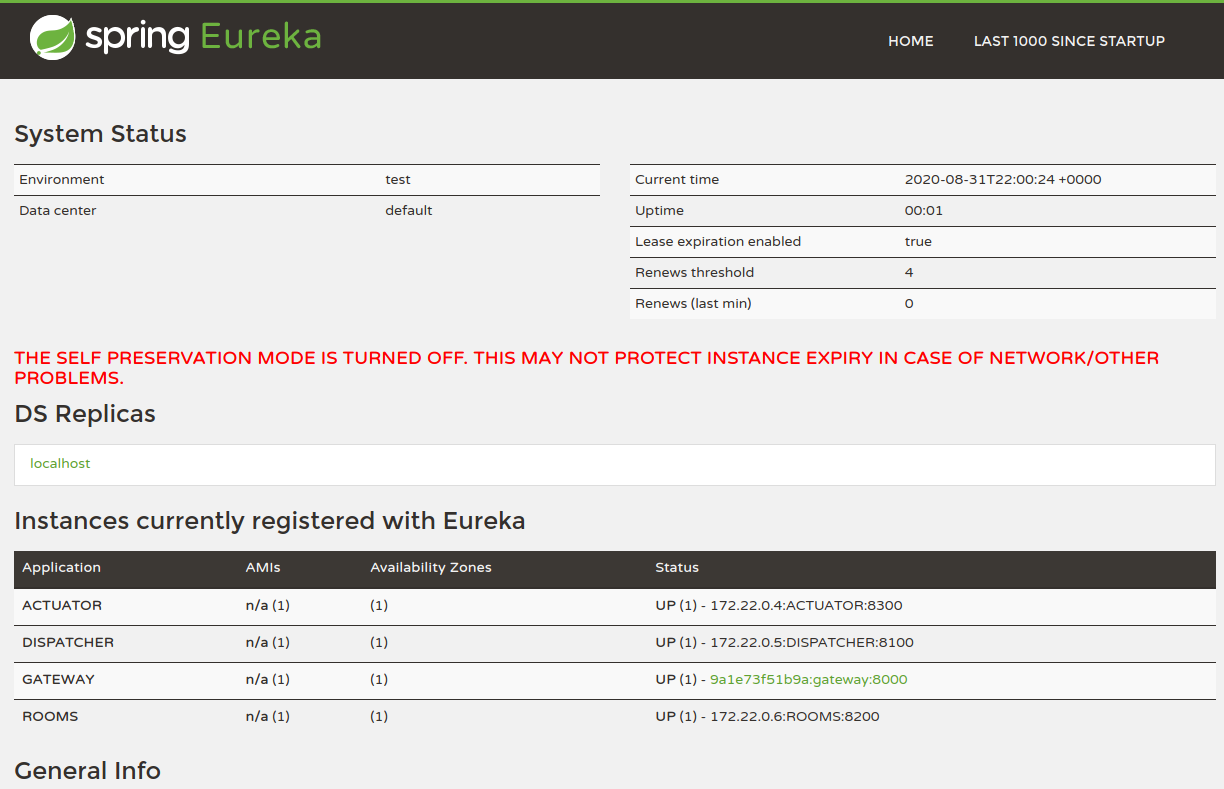 spring Eureka
HOME LAST 1000 SINCE STARTUP
System Status
Environment test
Data center default
Current time 2020-08-31T22:00:24 +0000
Uptime 00:01
Lease expiration enabled true
Renews threshold 4
Renews (last min) 0
THE SELF PRESERVATION MODE IS TURNED OFF. THIS MAY NOT PROTECT INSTANCE EXPIRY IN CASE OF NETWORK/OTHER
PROBLEMS.
DS Replicas
localhost
Instances currently registered with Eureka
Application AMIs Availability Zones Status
ACTUATOR n/a (1) (1) UP (1) - 172.22.0.4:ACTUATOR:8300
DISPATCHER n/a (1) (1) UP (1) - 172.22.0.5:DISPATCHER:8100
GATEWAY n/a (1) (1) UP (1) - 9a1e73f51b9a:gateway:8000
ROOMS n/a (1) (1) UP (1) - 172.22.0.6:ROOMS:8200
General Info